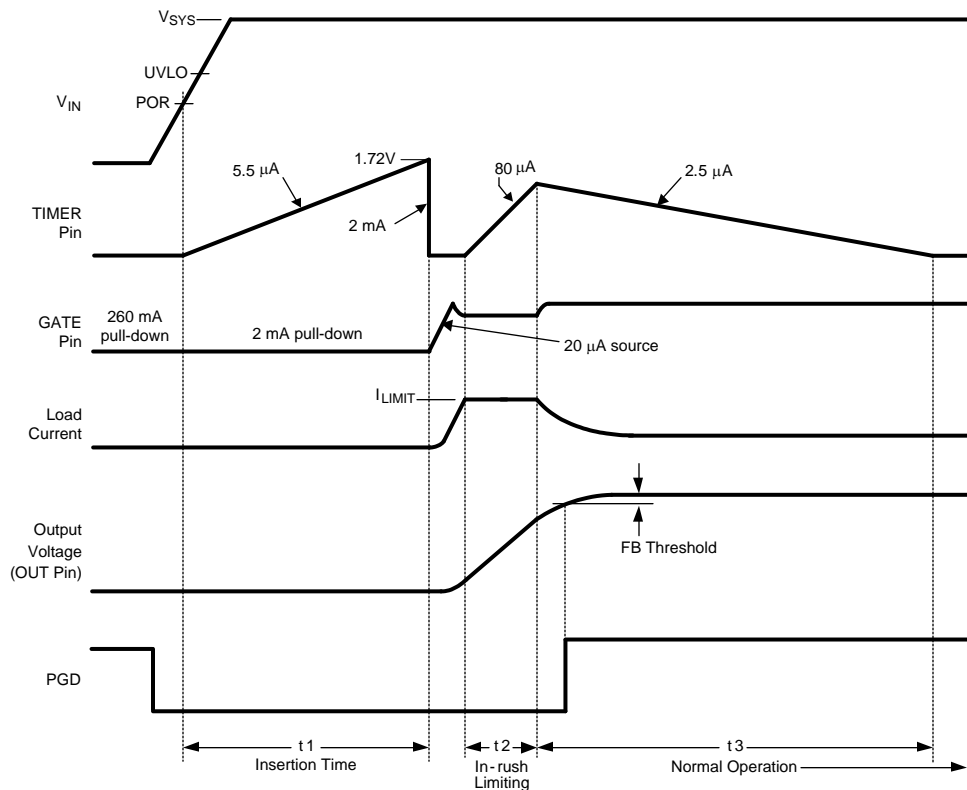 VSYS
UVLO
VIN
POR
1.72V
5.5 μA
80 μA
2.5 μA
TIMER
Pin
2 mA
GATE
Pin
260 mA
pull-down
2 mA pull-down
20 μA source
ILIMIT
Load
Current
Output
Voltage
(OUT Pin)
FB Threshold
PGD
t1
Insertion Time
t2
In-rush
Limiting
t3
Normal Operation